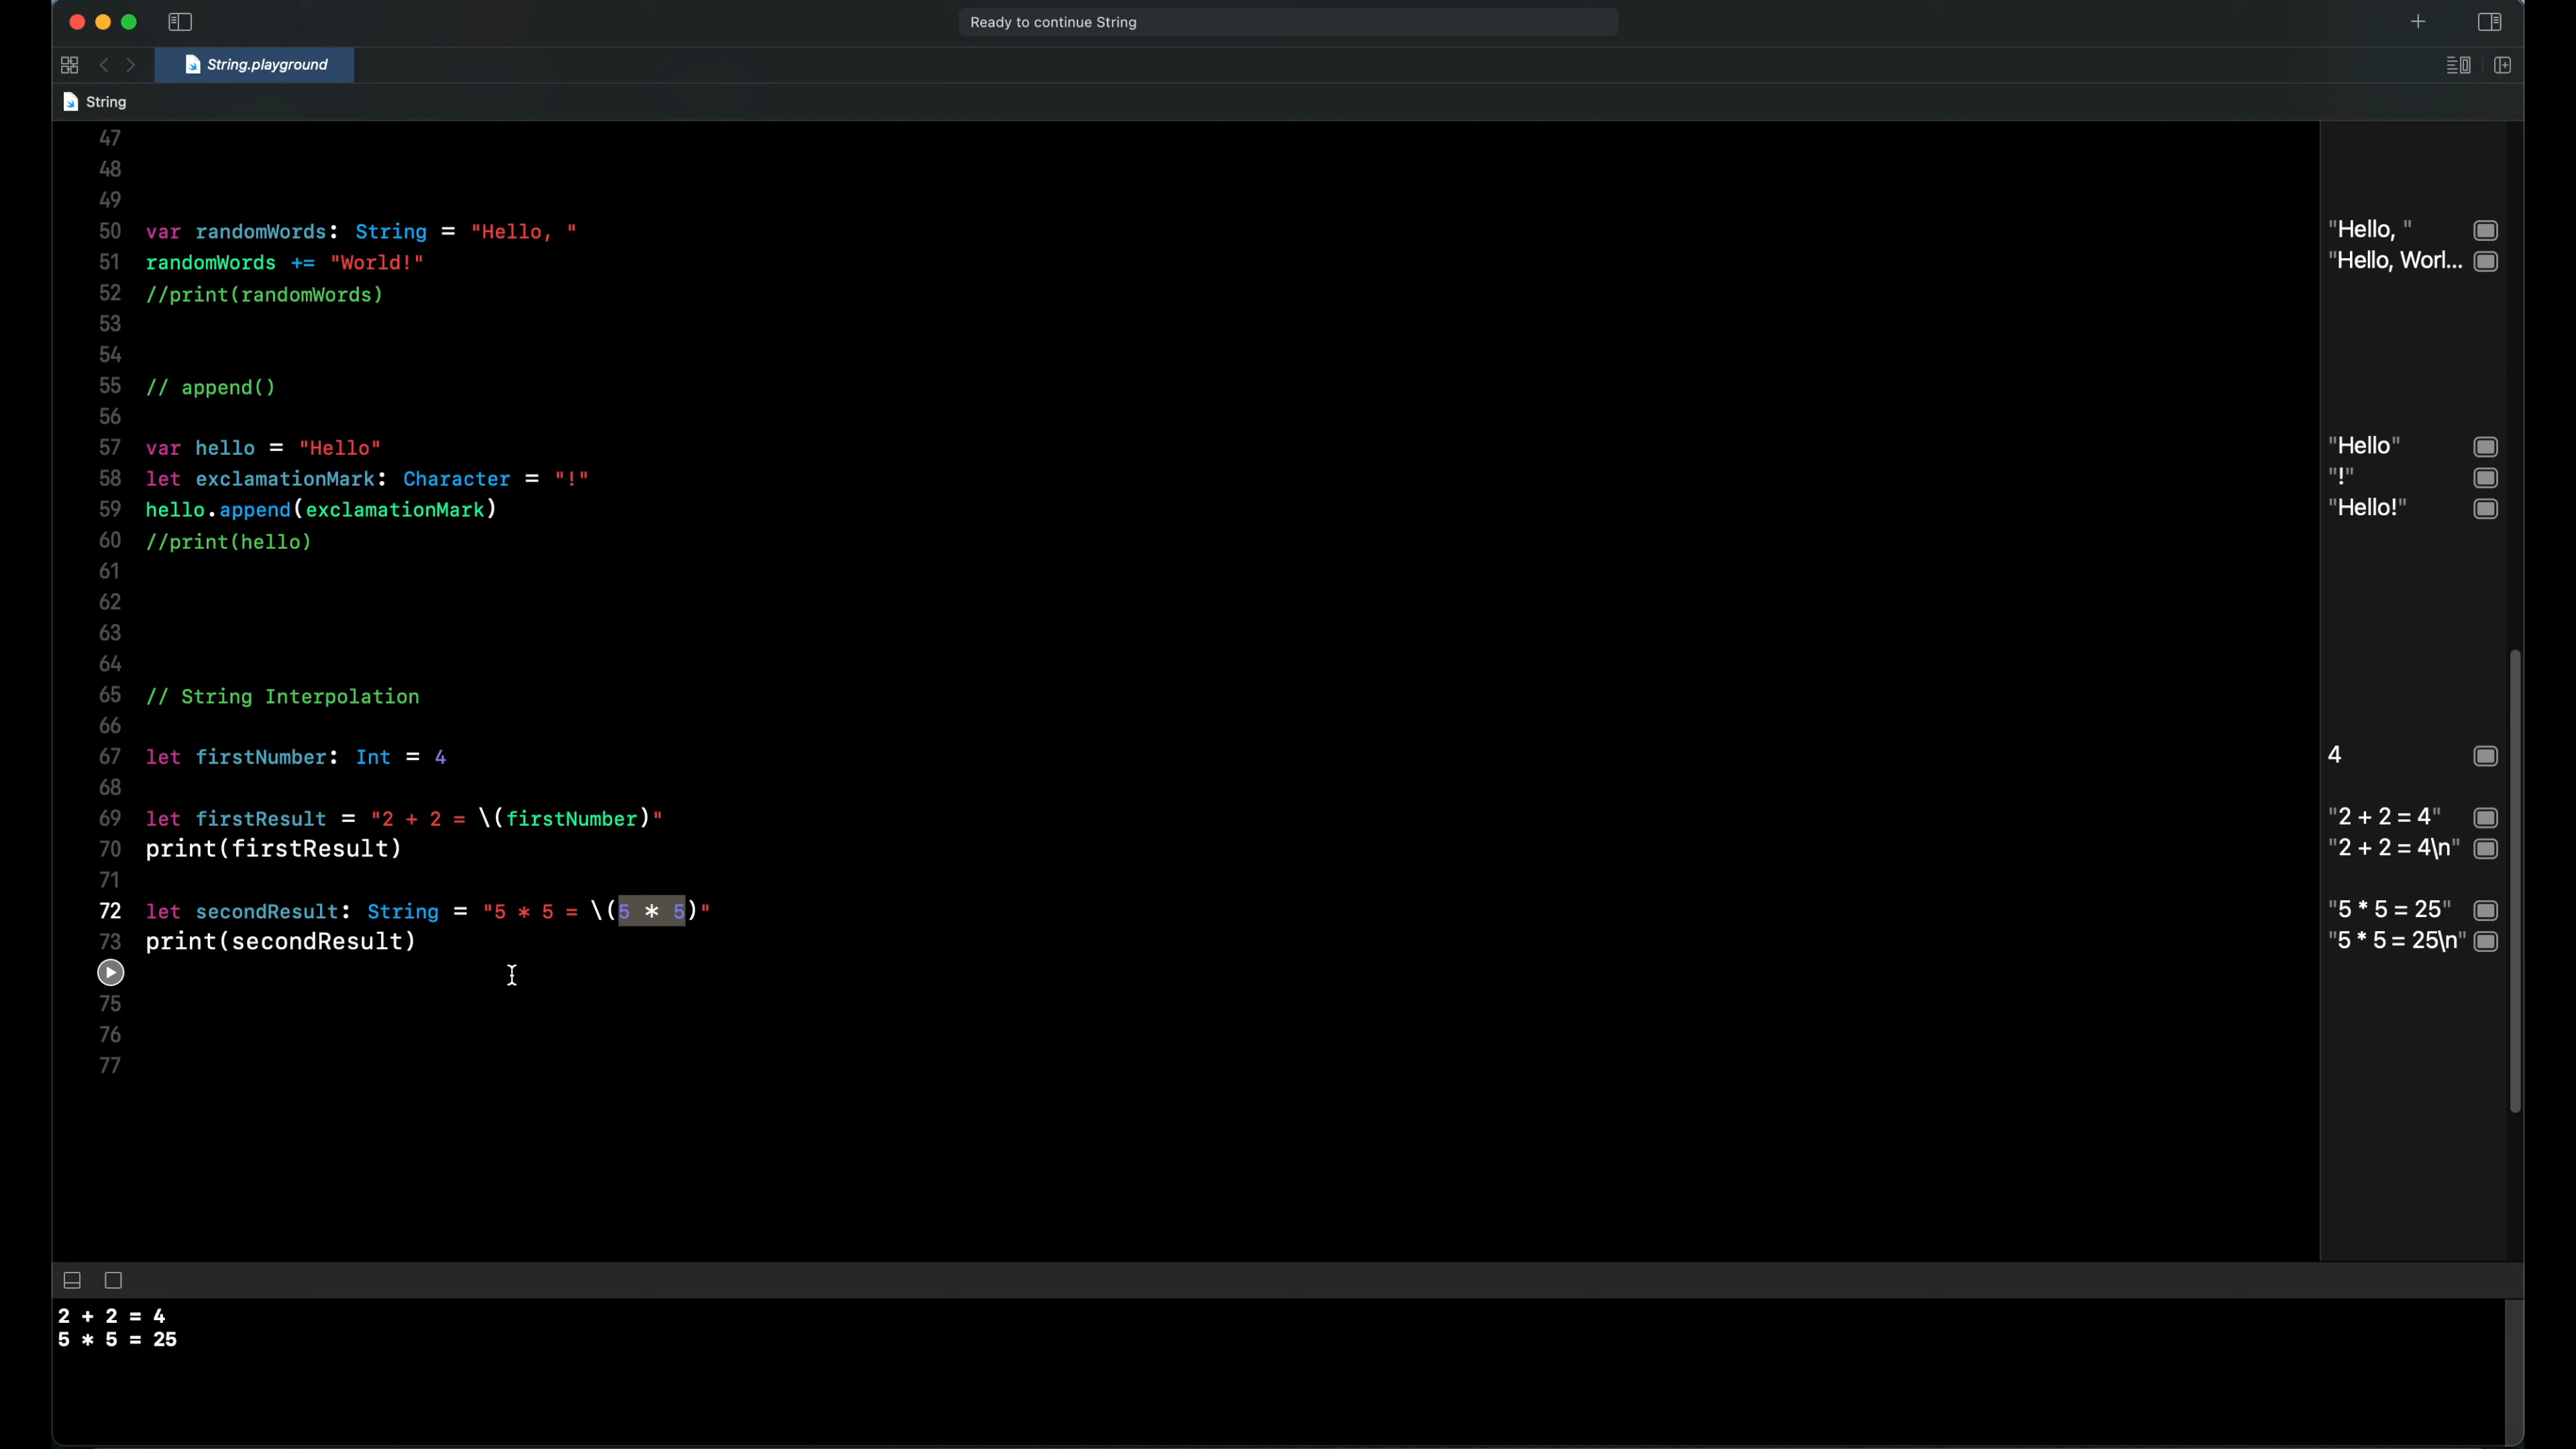 Ready to continue String
String.playground
String
47
48
49
50 var randomWords: String = "Hello, " "Hello, "
51 randomWords += "World!" "Hello, Worl...
52 //print(randomWords)
53
54
55 // append()
56
57 var hello = "Hello" "Hello"
58 let exclamationMark: Character = "!" "!"
59 hello.append(exclamationMark) "Hello!"
60 //print(hello)
61
62
63
64
65 // String Interpolation
66
67 let firstNumber: Int = 4 4
68
69 let firstResult = "2 + 2 = \(firstNumber)" "2 + 2 = 4"
70 print(firstResult) "2 + 2 = 4\n"
71
72 let secondResult: String = "5 * 5 = \(5 * 5)" "5 * 5 = 25"
73 print(secondResult) "5 * 5 = 25\n"
75
76
77
2 + 2 = 4
5 * 5 = 25